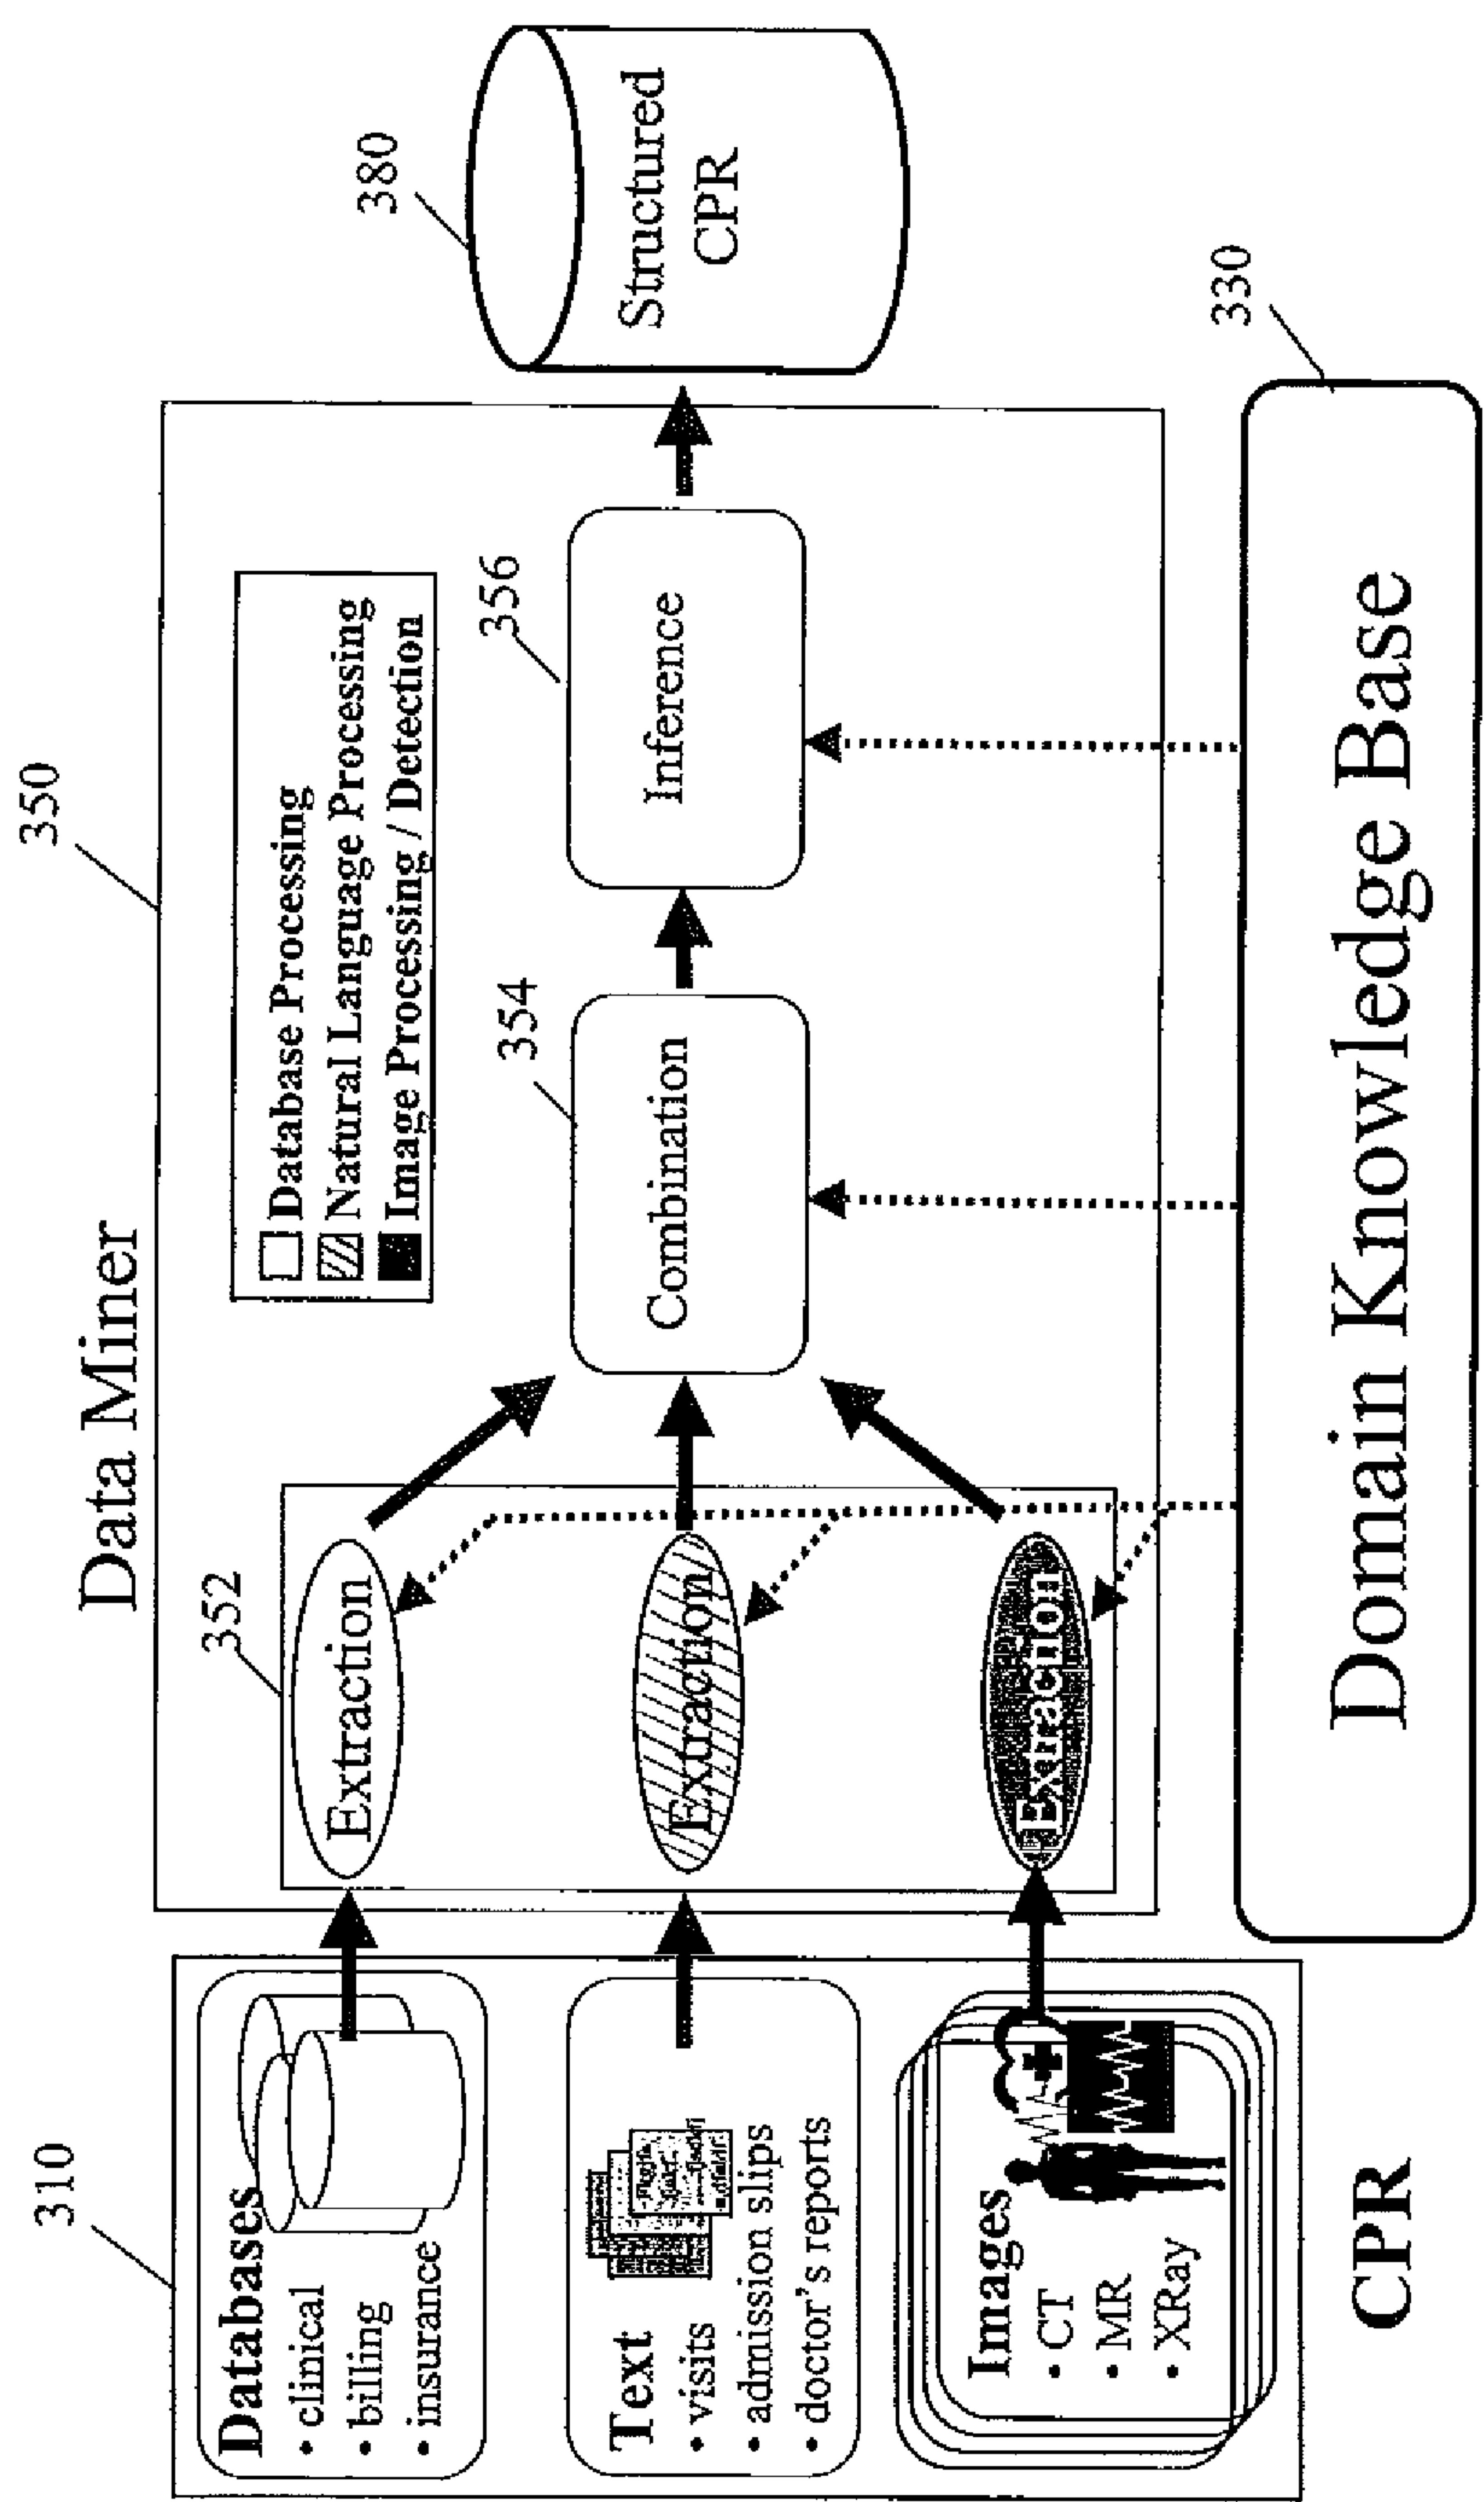 310
Databases
• clinical
• billing
• insurance
Text
• visits
• admission slips
• doctor's reports
Images
• CT
• MR
• XRay
CPR
Data Miner
350
352
Extraction
Extraction
Extraction
Database Processing
Natural Language Processing
Image Processing / Detection
354
Combination
356
Inference
380
Structured
CPR
330
Domain Knowledge Base